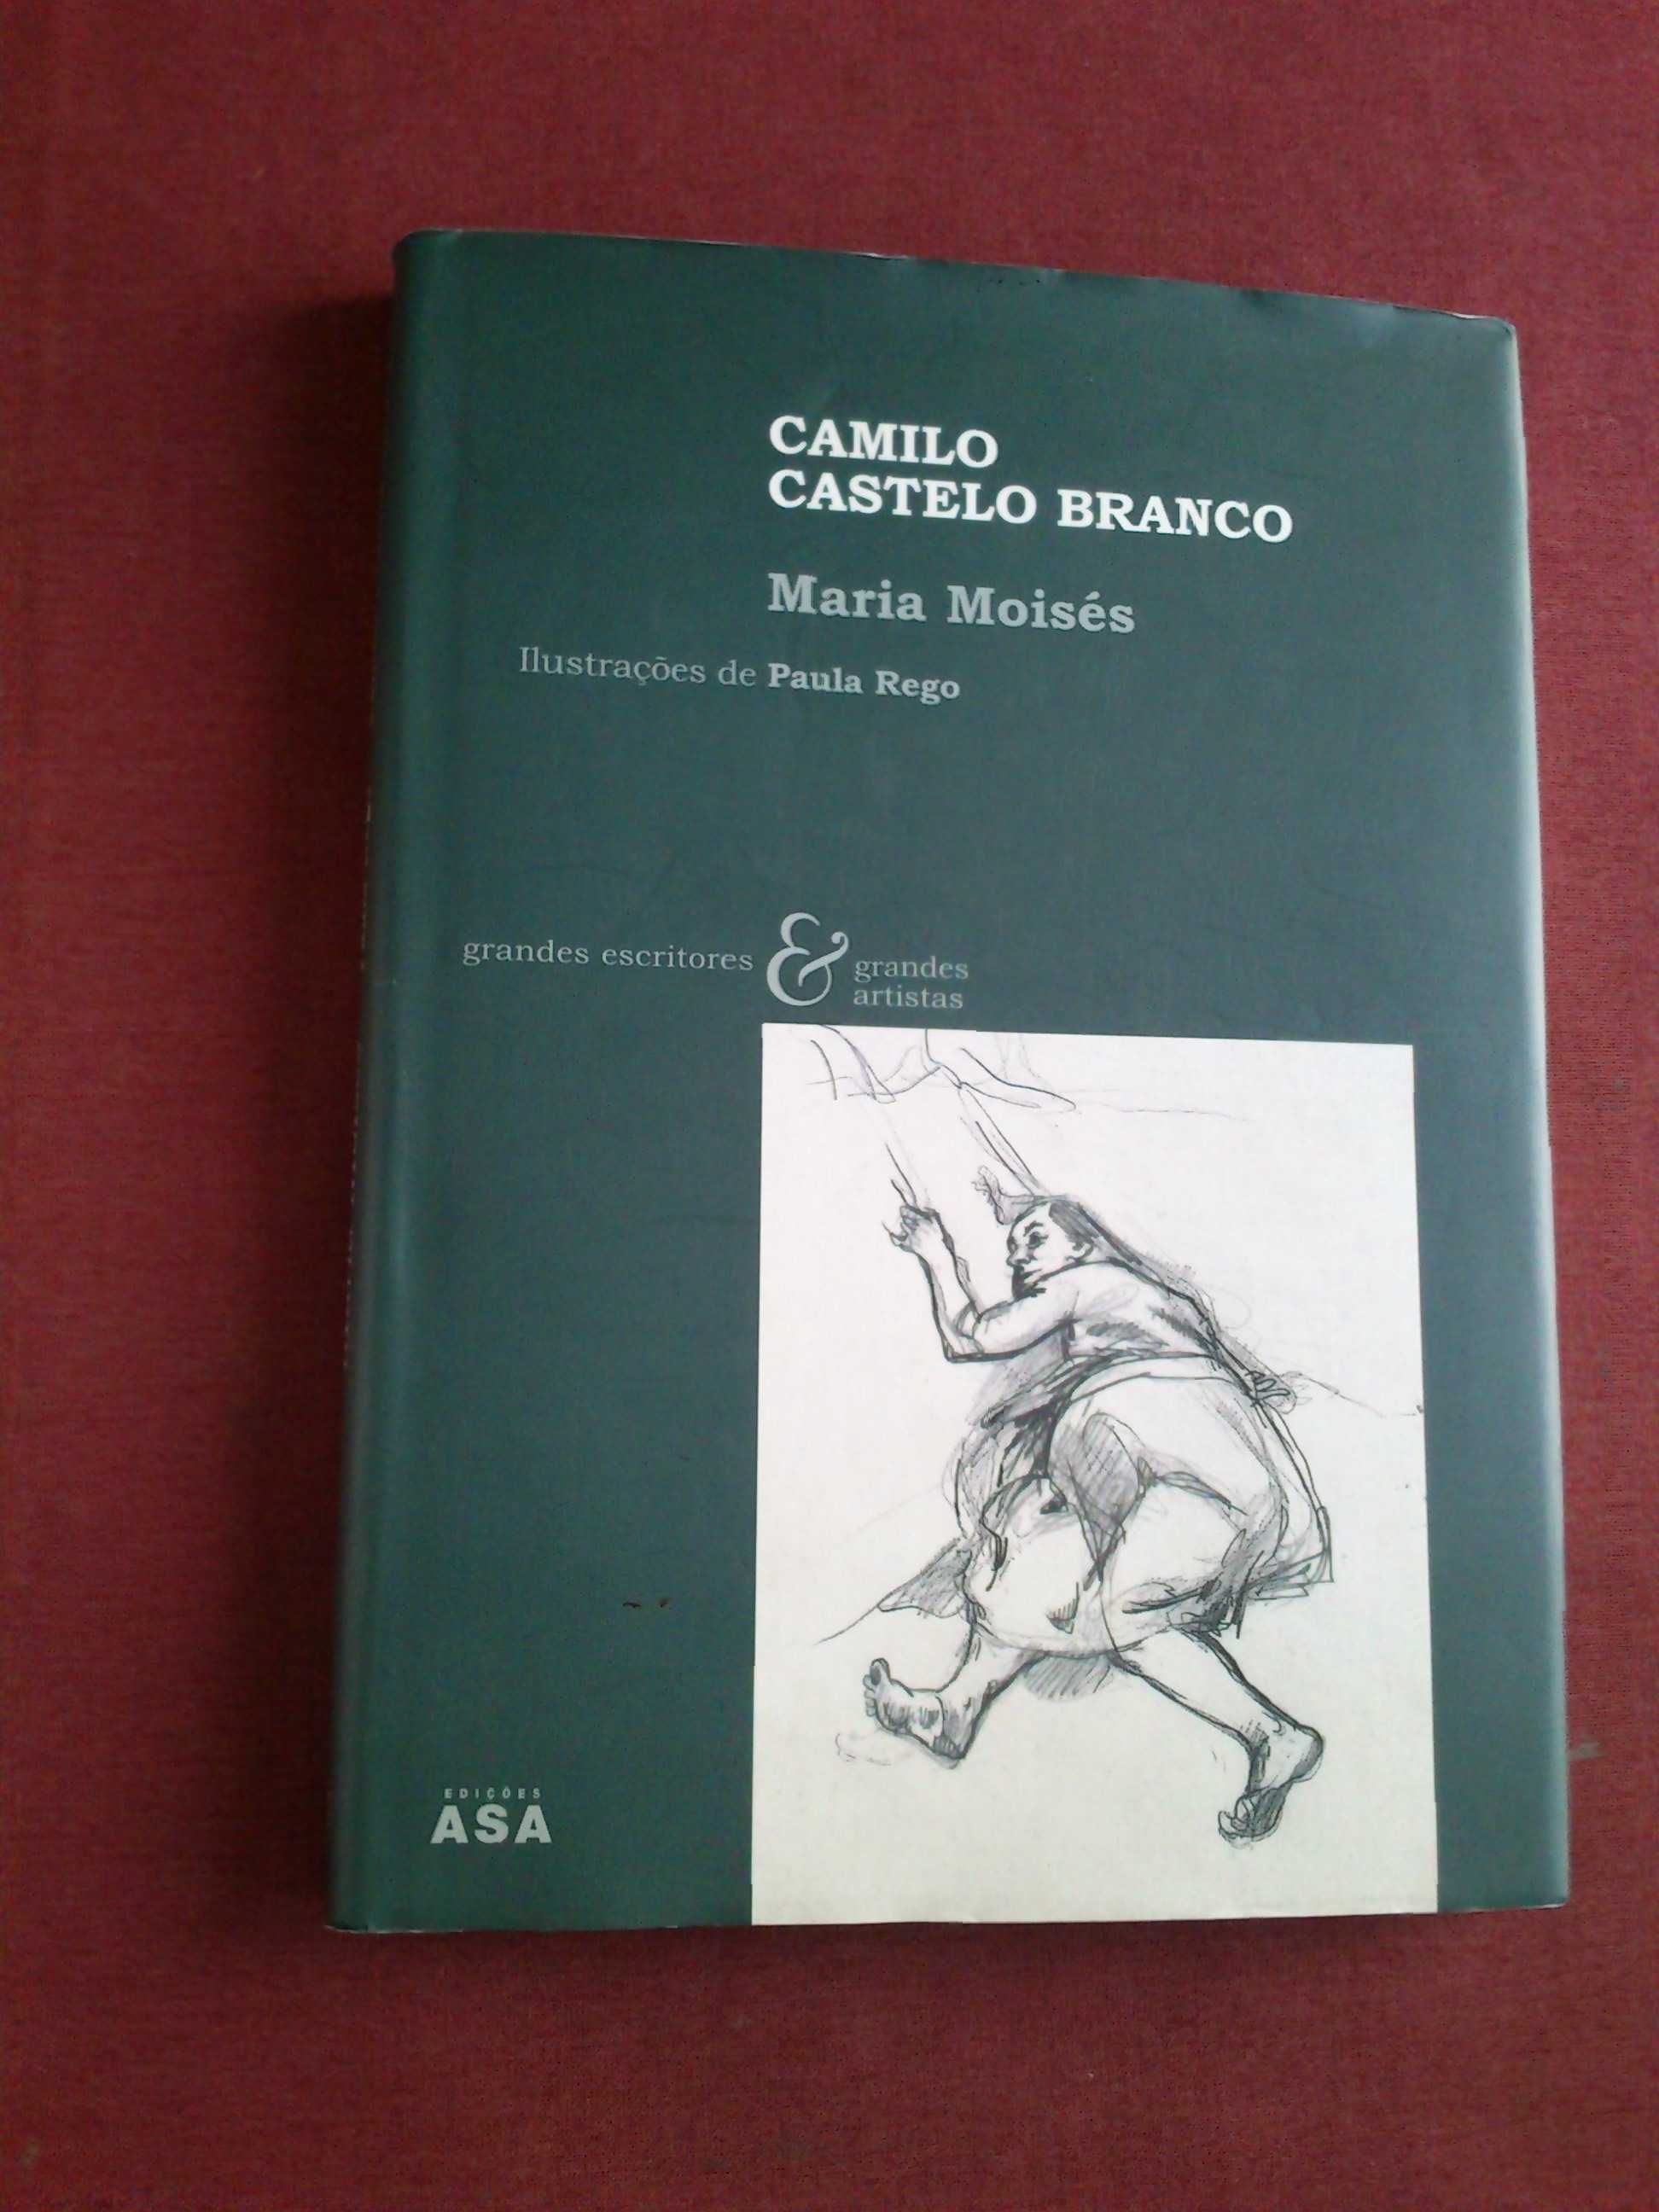 CAMILO
CASTELO BRANCO
Maria Moisés
Ilustrações de Paula Rego
grandes escritores & grandes
artistas
EDIÇÕES
ASA